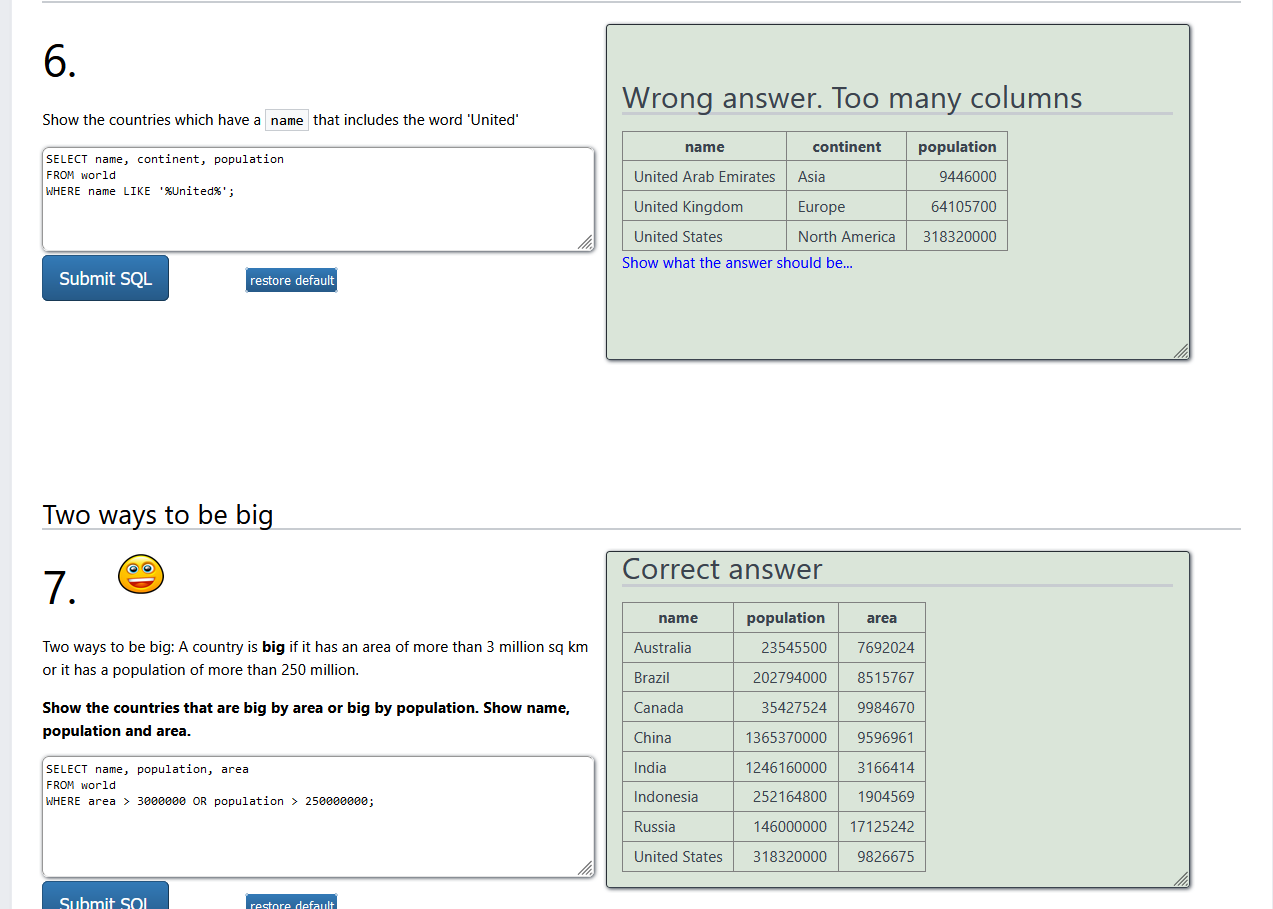 6.
Show the countries which have a name that includes the word 'United'
SELECT name, continent, population
FROM world
WHERE name LIKE '%United%';
Submit SQL
restore default
Wrong answer. Too many columns
name continent population
United Arab Emirates Asia 9446000
United Kingdom Europe 64105700
United States North America 318320000
Show what the answer should be...
Two ways to be big
7.
Two ways to be big: A country is big if it has an area of more than 3 million sq km
or it has a population of more than 250 million.
Show the countries that are big by area or big by population. Show name,
population and area.
SELECT name, population, area
FROM world
WHERE area > 3000000 OR population > 250000000;
Submit SQL
restore default
Correct answer
name population area
Australia 23545500 7692024
Brazil 202794000 8515767
Canada 35427524 9984670
China 1365370000 9596961
India 1246160000 3166414
Indonesia 252164800 1904569
Russia 146000000 17125242
United States 318320000 9826675